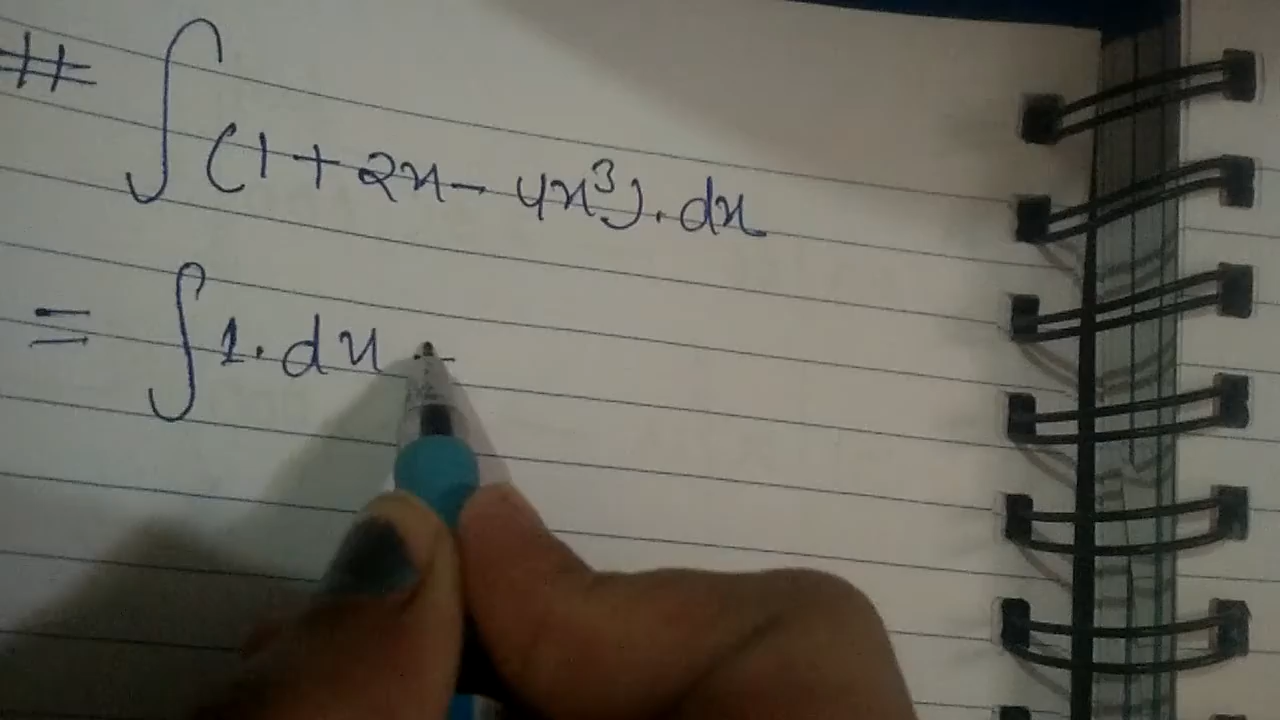 # ∫(1+2x-4x³).dx
= ∫1.dx